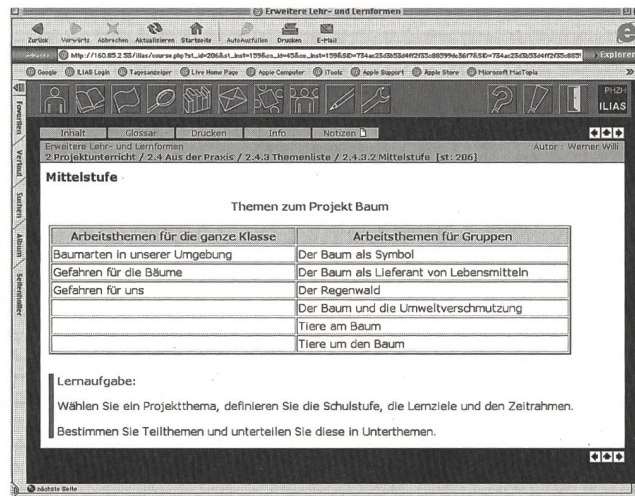 Erweitere Lehr- und Lernformen
Zurück Vorwärts Abbrechen Aktualisieren Startseite AutoAusfüllen Drucken E-Mail
Adresse
Explorer
Google ILIAS Login Tagesanzeiger Live Home Page Apple Computer iTools Apple Support Apple Store Microsoft MacTopia
Favoriten
Verlauf
Suchen
Album
Seitenhalter
PHZH
ILIAS
Inhalt Glossar Drucken Info Notizen
Erweitere Lehr- und Lernformen Autor : Werner Willi
2 Projektunterricht / 2.4 Aus der Praxis / 2.4.3 Themenliste / 2.4.3.2 Mittelstufe [st: 206]
Mittelstufe
Themen zum Projekt Baum
Arbeitsthemen für die ganze Klasse Arbeitsthemen für Gruppen
Baumarten in unserer Umgebung Der Baum als Symbol
Gefahren für die Bäume Der Baum als Lieferant von Lebensmitteln
Gefahren für uns Der Regenwald
Der Baum und die Umweltverschmutzung
Tiere am Baum
Tiere um den Baum
Lernaufgabe:
Wählen Sie ein Projektthema, definieren Sie die Schulstufe, die Lernziele und den Zeitrahmen.
Bestimmen Sie Teilthemen und unterteilen Sie diese in Unterthemen.
nächste Seite